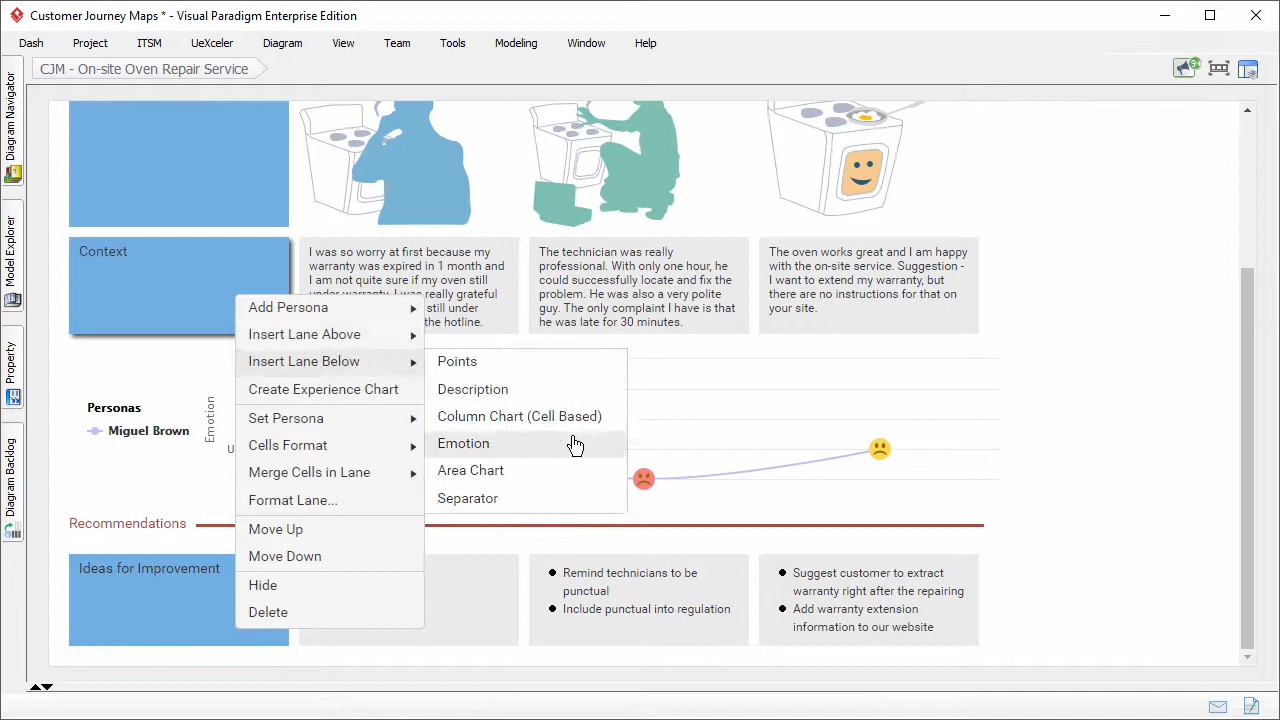 Customer Journey Maps * - Visual Paradigm Enterprise Edition
Dash Project ITSM UeXceler Diagram View Team Tools Modeling Window Help
CJM - On-site Oven Repair Service
9+
Diagram Navigator
Model Explorer
Property
Diagram Backlog
Context
I was so worry at first because my
warranty was expired in 1 month and
I am not quite sure if my oven still
under warranty. I was really grateful
still under
the hotline.
The technician was really
professional. With only one hour, he
could successfully locate and fix the
problem. He was also a very polite
guy. The only complaint I have is that
he was late for 30 minutes.
The oven works great and I am happy
with the on-site service. Suggestion -
I want to extend my warranty, but
there are no instructions for that on
your site.
Add Persona
Insert Lane Above
Insert Lane Below
Create Experience Chart
Set Persona
Cells Format
Merge Cells in Lane
Format Lane...
Move Up
Move Down
Hide
Delete
Points
Description
Column Chart (Cell Based)
Emotion
Area Chart
Separator
Personas
Miguel Brown
Emotion
U
Recommendations
Ideas for Improvement
Remind technicians to be
punctual
Include punctual into regulation
Suggest customer to extract
warranty right after the repairing
Add warranty extension
information to our website